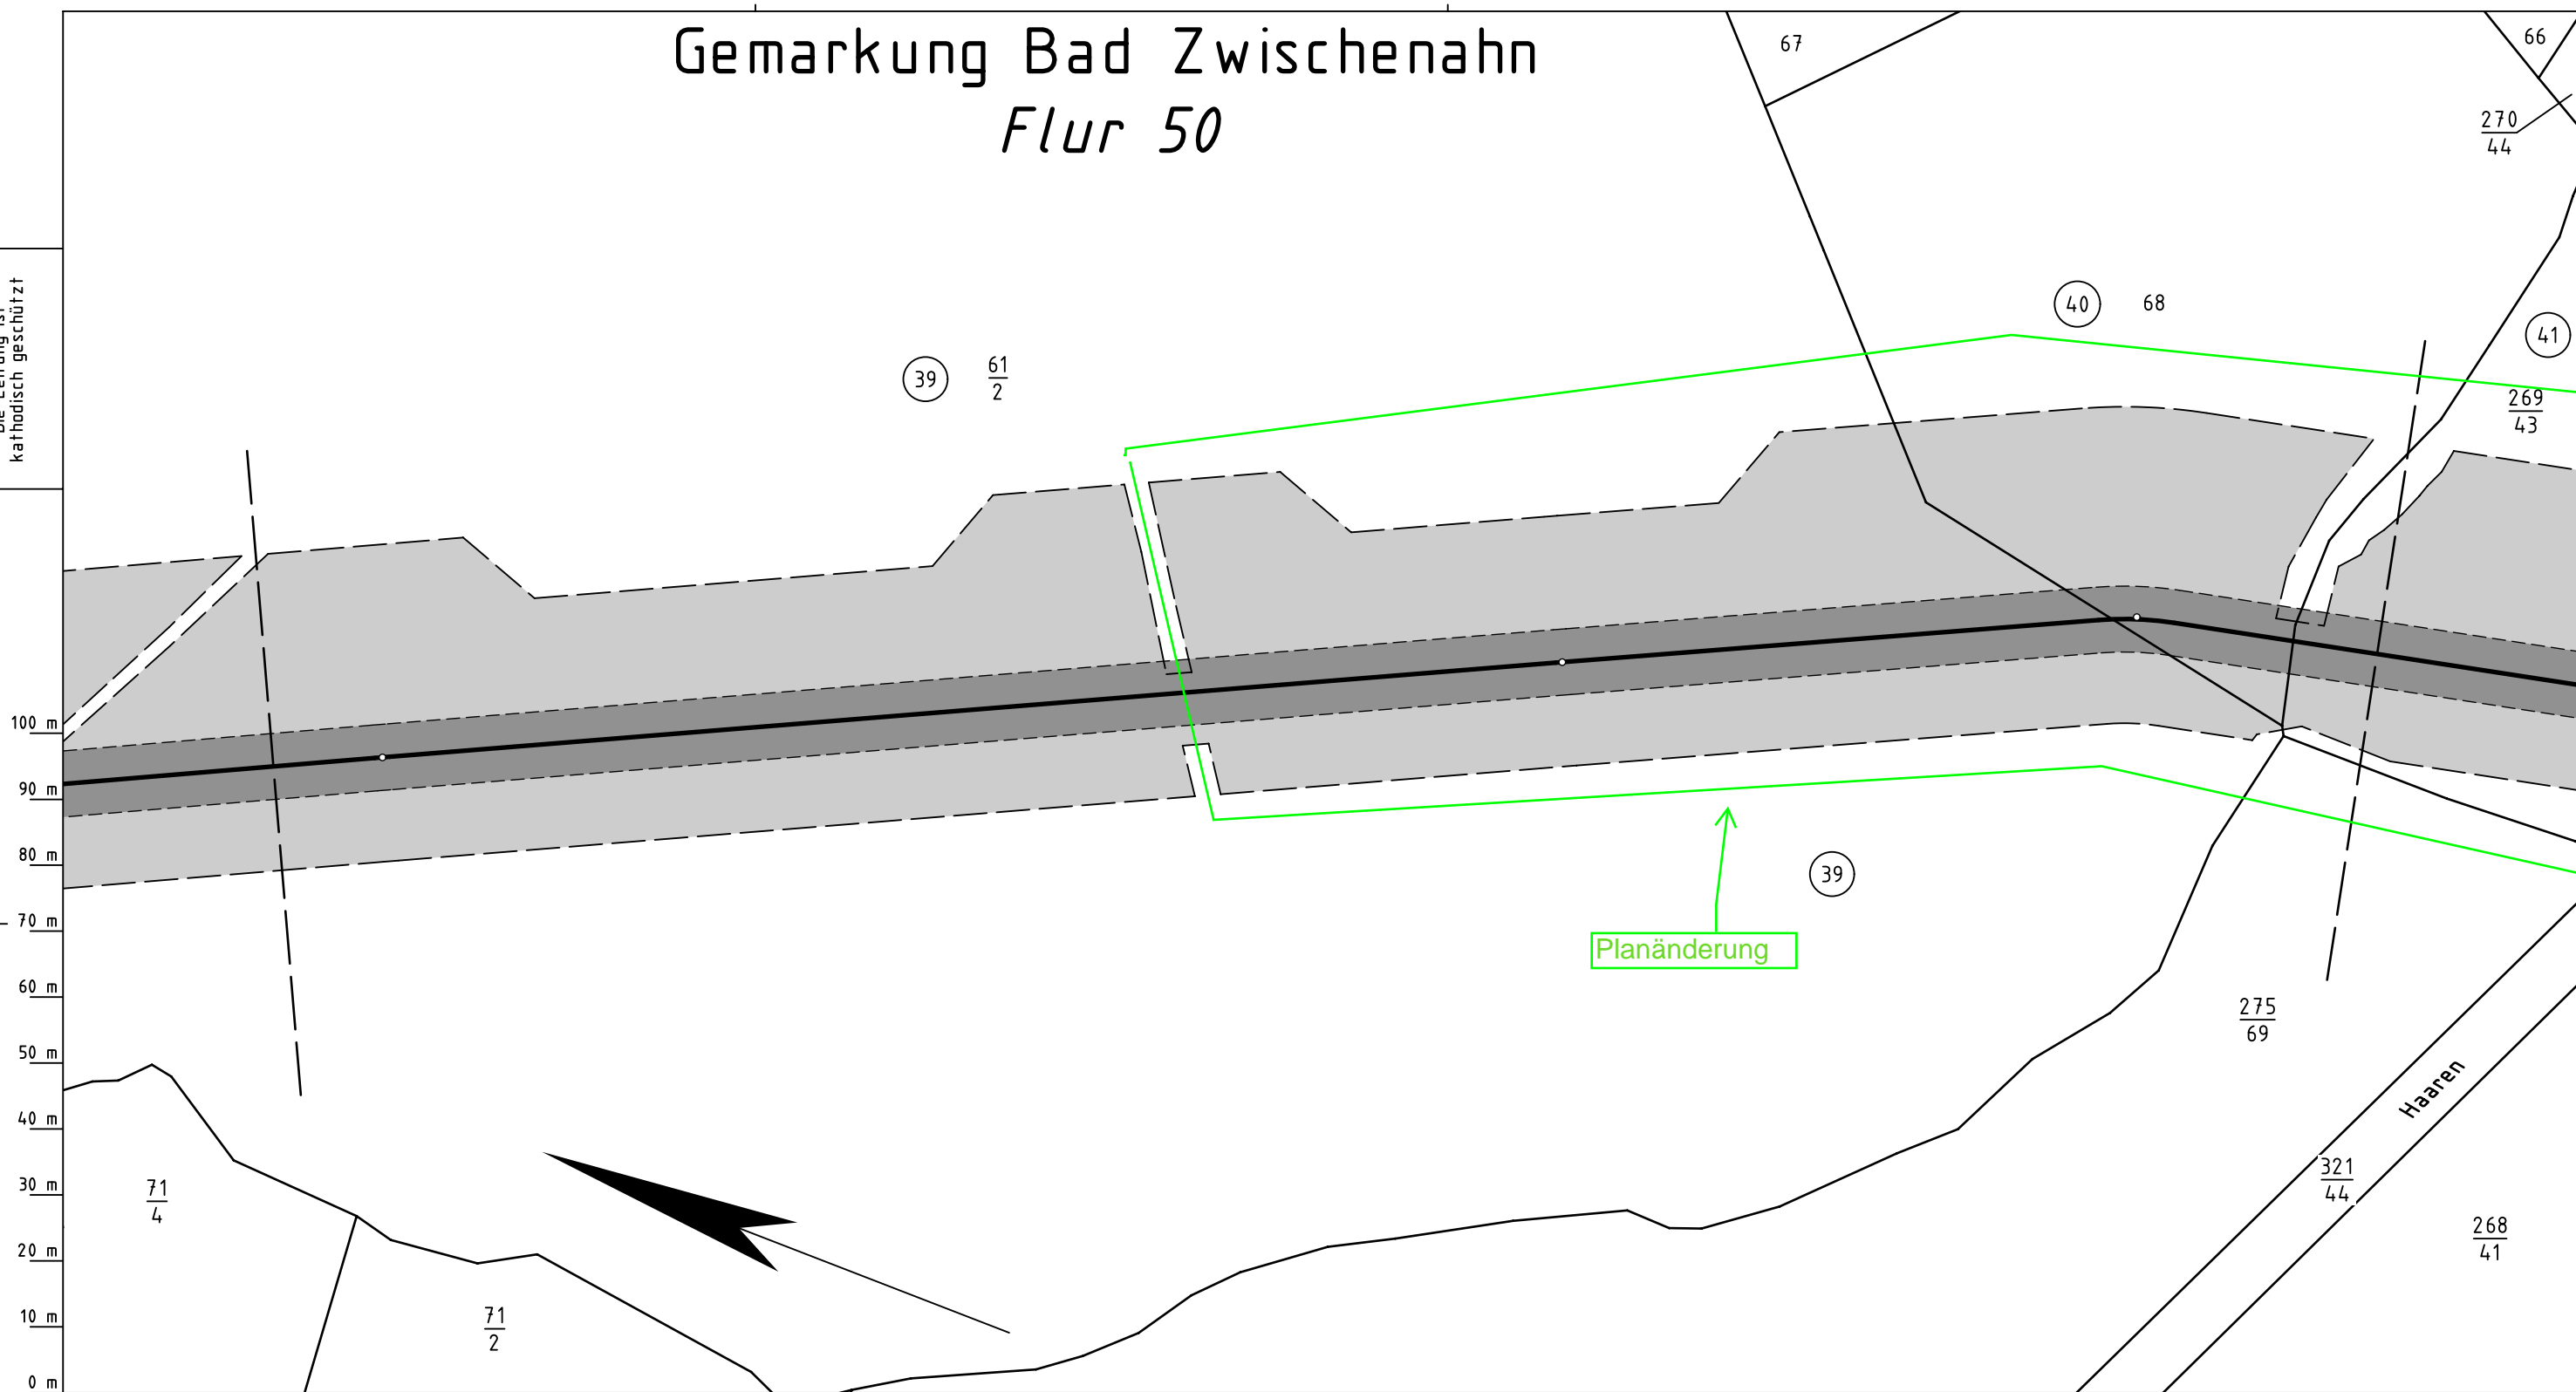 Gemarkung Bad Zwischenahn
Flur 50
67
66
270
44
kathodisch geschützt
40
68
41
39
61
2
269
43
100 m
90 m
80 m
70 m
60 m
50 m
40 m
30 m
20 m
10 m
0 m
39
Planänderung
275
69
Haaren
321
44
268
41
71
4
71
2